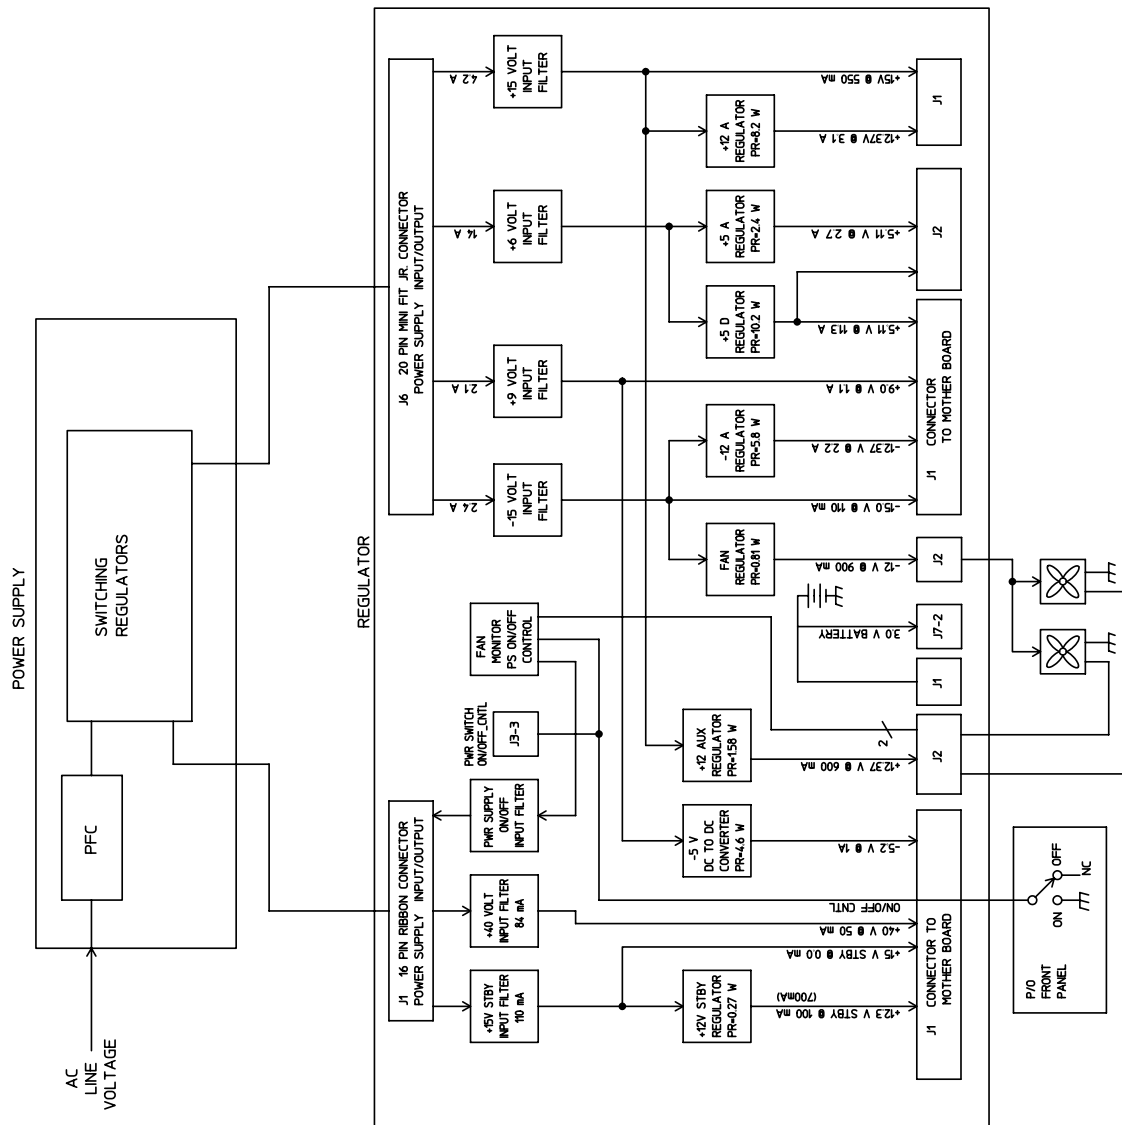 POWER SUPPLY
SWITCHING
REGULATORS
PFC
AC
LINE
VOLTAGE
REGULATOR
J6 20 PIN MINI FIT JR. CONNECTOR
POWER SUPPLY INPUT/OUTPUT
J1 16 PIN RIBBON CONNECTOR
POWER SUPPLY INPUT/OUTPUT
4.2 A
14 A
2.1 A
2.4 A
+15 VOLT
INPUT
FILTER
+6 VOLT
INPUT
FILTER
+9 VOLT
INPUT
FILTER
-15 VOLT
INPUT
FILTER
FAN
MONITOR
PS ON/OFF
CONTROL
PWR SWITCH
ON/OFF_CNTL
J3-3
PWR SUPPLY
ON/OFF
INPUT FILTER
+40 VOLT
INPUT FILTER
84 mA
+15V STBY
INPUT FILTER
110 mA
+12 A
REGULATOR
PR=8.2 W
+5 A
REGULATOR
PR=2.4 W
+5 D
REGULATOR
PR=10.2 W
-12 A
REGULATOR
PR=5.8 W
FAN
REGULATOR
PR=0.81 W
+12 AUX
REGULATOR
PR=1.58 W
-5 V
DC TO DC
CONVERTER
PR=4.6 W
+12V STBY
REGULATOR
PR=0.27 W
+15V @ 550 mA
+12.37V @ 3.1 A
+5.11 V @ 2.7 A
+5.11 V @ 11.3 A
+9.0 V @ 1.1 A
-12.37 V @ 2.2 A
-15.0 V @ 110 mA
-12 V @ 900 mA
3.0 V BATTERY
2
+12.37 V @ 600 mA
-5.2 V @ 1A
ON/OFF CNTL
+40 V @ 50 mA
+15 V STBY @ 0.0 mA
(700mA)
+12.3 V STBY @ 100 mA
J1
J2
J1 CONNECTOR
TO MOTHER BOARD
J2
J7-2
J1
J2
J1 CONNECTOR TO
MOTHER BOARD
OFF
NC
ON
P/O
FRONT
PANEL